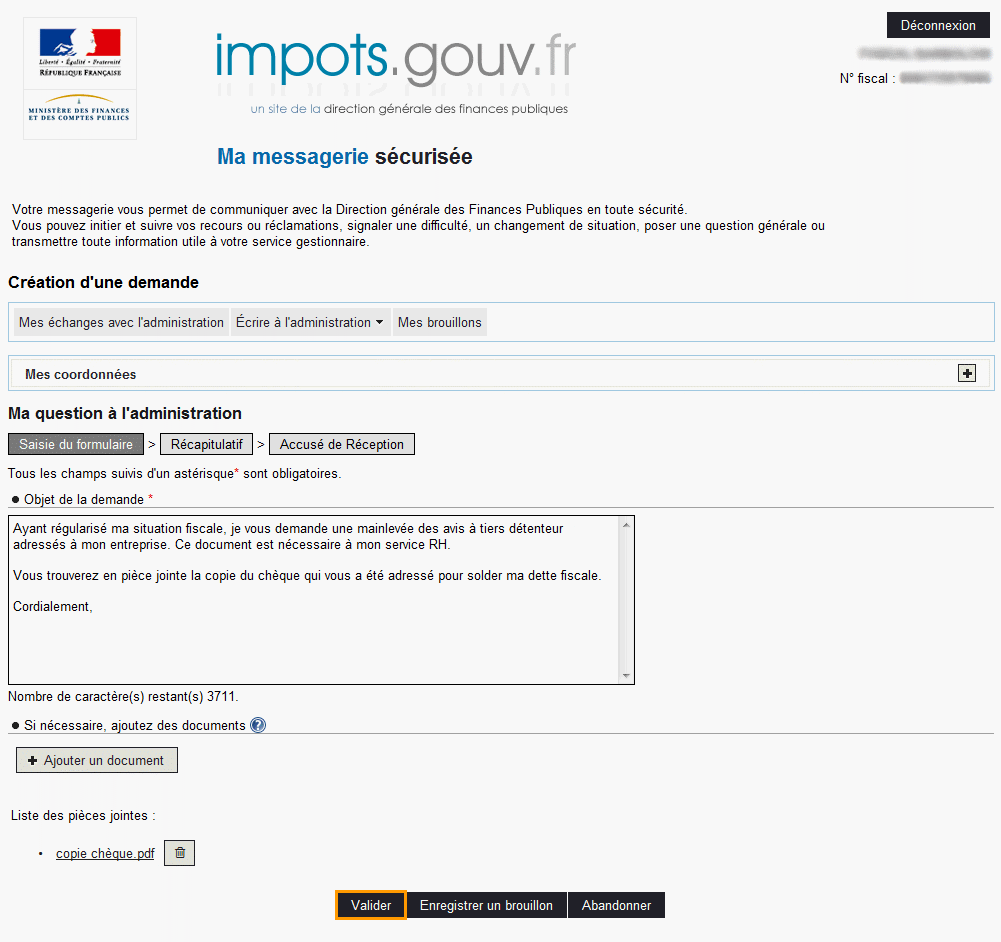 Déconnexion
Liberté • Égalité • Fraternité
RÉPUBLIQUE FRANÇAISE
MINISTÈRE DES FINANCES
ET DES COMPTES PUBLICS
impots.gouv.fr
un site de la direction générale des finances publiques
N° fiscal :
Ma messagerie sécurisée
Votre messagerie vous permet de communiquer avec la Direction générale des Finances Publiques en toute sécurité.
Vous pouvez initier et suivre vos recours ou réclamations, signaler une difficulté, un changement de situation, poser une question générale ou
transmettre toute information utile à votre service gestionnaire.
Création d'une demande
Mes échanges avec l'administration Écrire à l'administration Mes brouillons
Mes coordonnées
Ma question à l'administration
Saisie du formulaire > Récapitulatif > Accusé de Réception
Tous les champs suivis d'un astérisque* sont obligatoires.
● Objet de la demande *
Ayant régularisé ma situation fiscale, je vous demande une mainlevée des avis à tiers détenteur
adressés à mon entreprise. Ce document est nécessaire à mon service RH.
Vous trouverez en pièce jointe la copie du chèque qui vous a été adressé pour solder ma dette fiscale.
Cordialement,
Nombre de caractère(s) restant(s) 3711.
● Si nécessaire, ajoutez des documents ?
+ Ajouter un document
Liste des pièces jointes :
• copie chèque.pdf
Valider Enregistrer un brouillon Abandonner